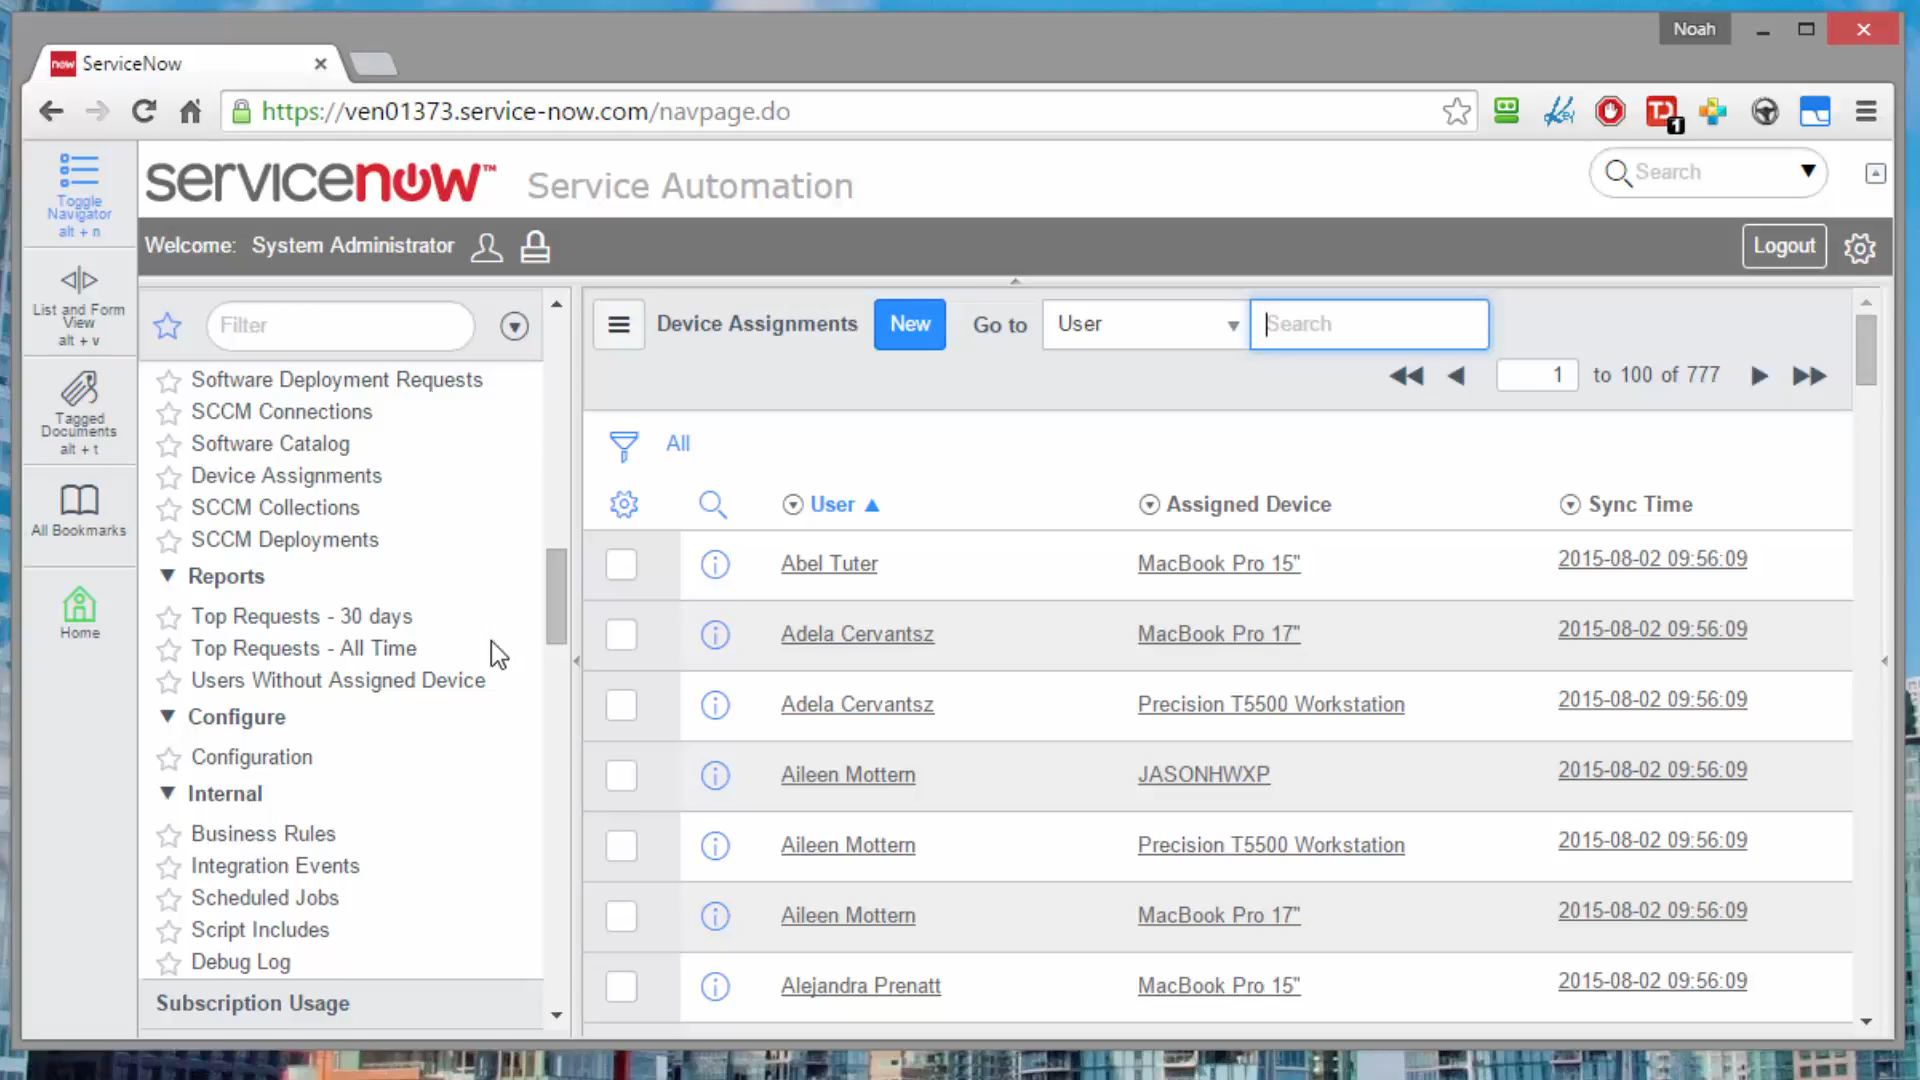 Noah
now ServiceNow
https://ven01373.service-now.com/navpage.do
TD 1
servicenow™ Service Automation
Search
Toggle
Navigator
alt + n
Welcome: System Administrator
Logout
List and Form
View
alt + v
Filter
Device Assignments New Go to User Search
1 to 100 of 777
Tagged
Documents
alt + t
All Bookmarks
Home
Software Deployment Requests
SCCM Connections
Software Catalog
Device Assignments
SCCM Collections
SCCM Deployments
Reports
Top Requests - 30 days
Top Requests - All Time
Users Without Assigned Device
Configure
Configuration
Internal
Business Rules
Integration Events
Scheduled Jobs
Script Includes
Debug Log
Subscription Usage
All
User Assigned Device Sync Time
Abel Tuter MacBook Pro 15" 2015-08-02 09:56:09
Adela Cervantsz MacBook Pro 17" 2015-08-02 09:56:09
Adela Cervantsz Precision T5500 Workstation 2015-08-02 09:56:09
Aileen Mottern JASONHWXP 2015-08-02 09:56:09
Aileen Mottern Precision T5500 Workstation 2015-08-02 09:56:09
Aileen Mottern MacBook Pro 17" 2015-08-02 09:56:09
Alejandra Prenatt MacBook Pro 15" 2015-08-02 09:56:09